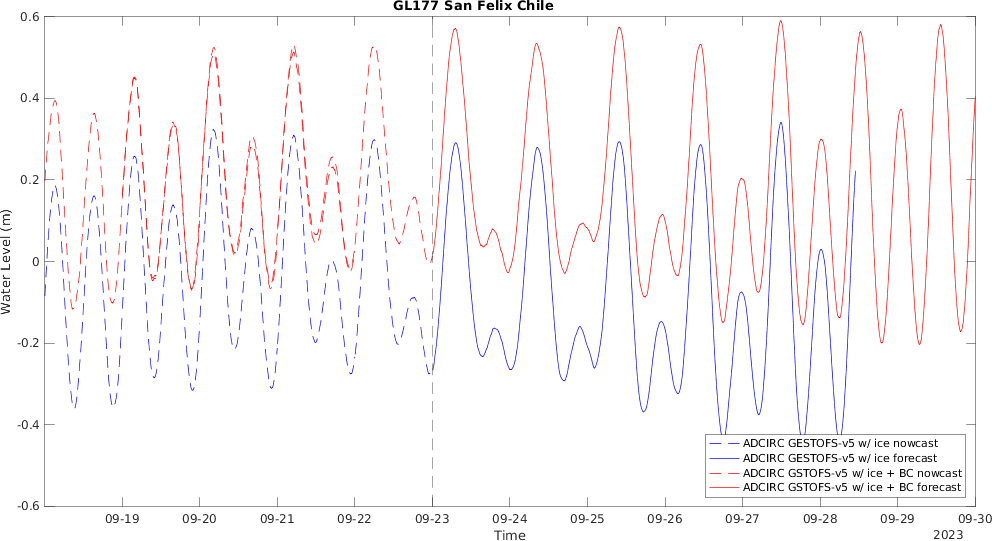 GL177 San Felix Chile
Water Level (m)
0.6
0.4
0.2
0
-0.2
-0.4
-0.6
ADCIRC GESTOFS-v5 w/ ice nowcast
ADCIRC GESTOFS-v5 w/ ice forecast
ADCIRC GSTOFS-v5 w/ ice + BC nowcast
ADCIRC GSTOFS-v5 w/ ice + BC forecast
09-19 09-20 09-21 09-22 09-23 09-24 09-25 09-26 09-27 09-28 09-29 09-30
Time
2023